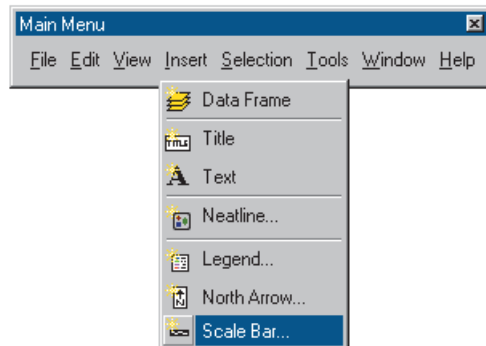 Main Menu
File Edit View Insert Selection Tools Window Help
Data Frame
TITLE Title
A Text
Neatline...
Legend...
N North Arrow...
Scale Bar...